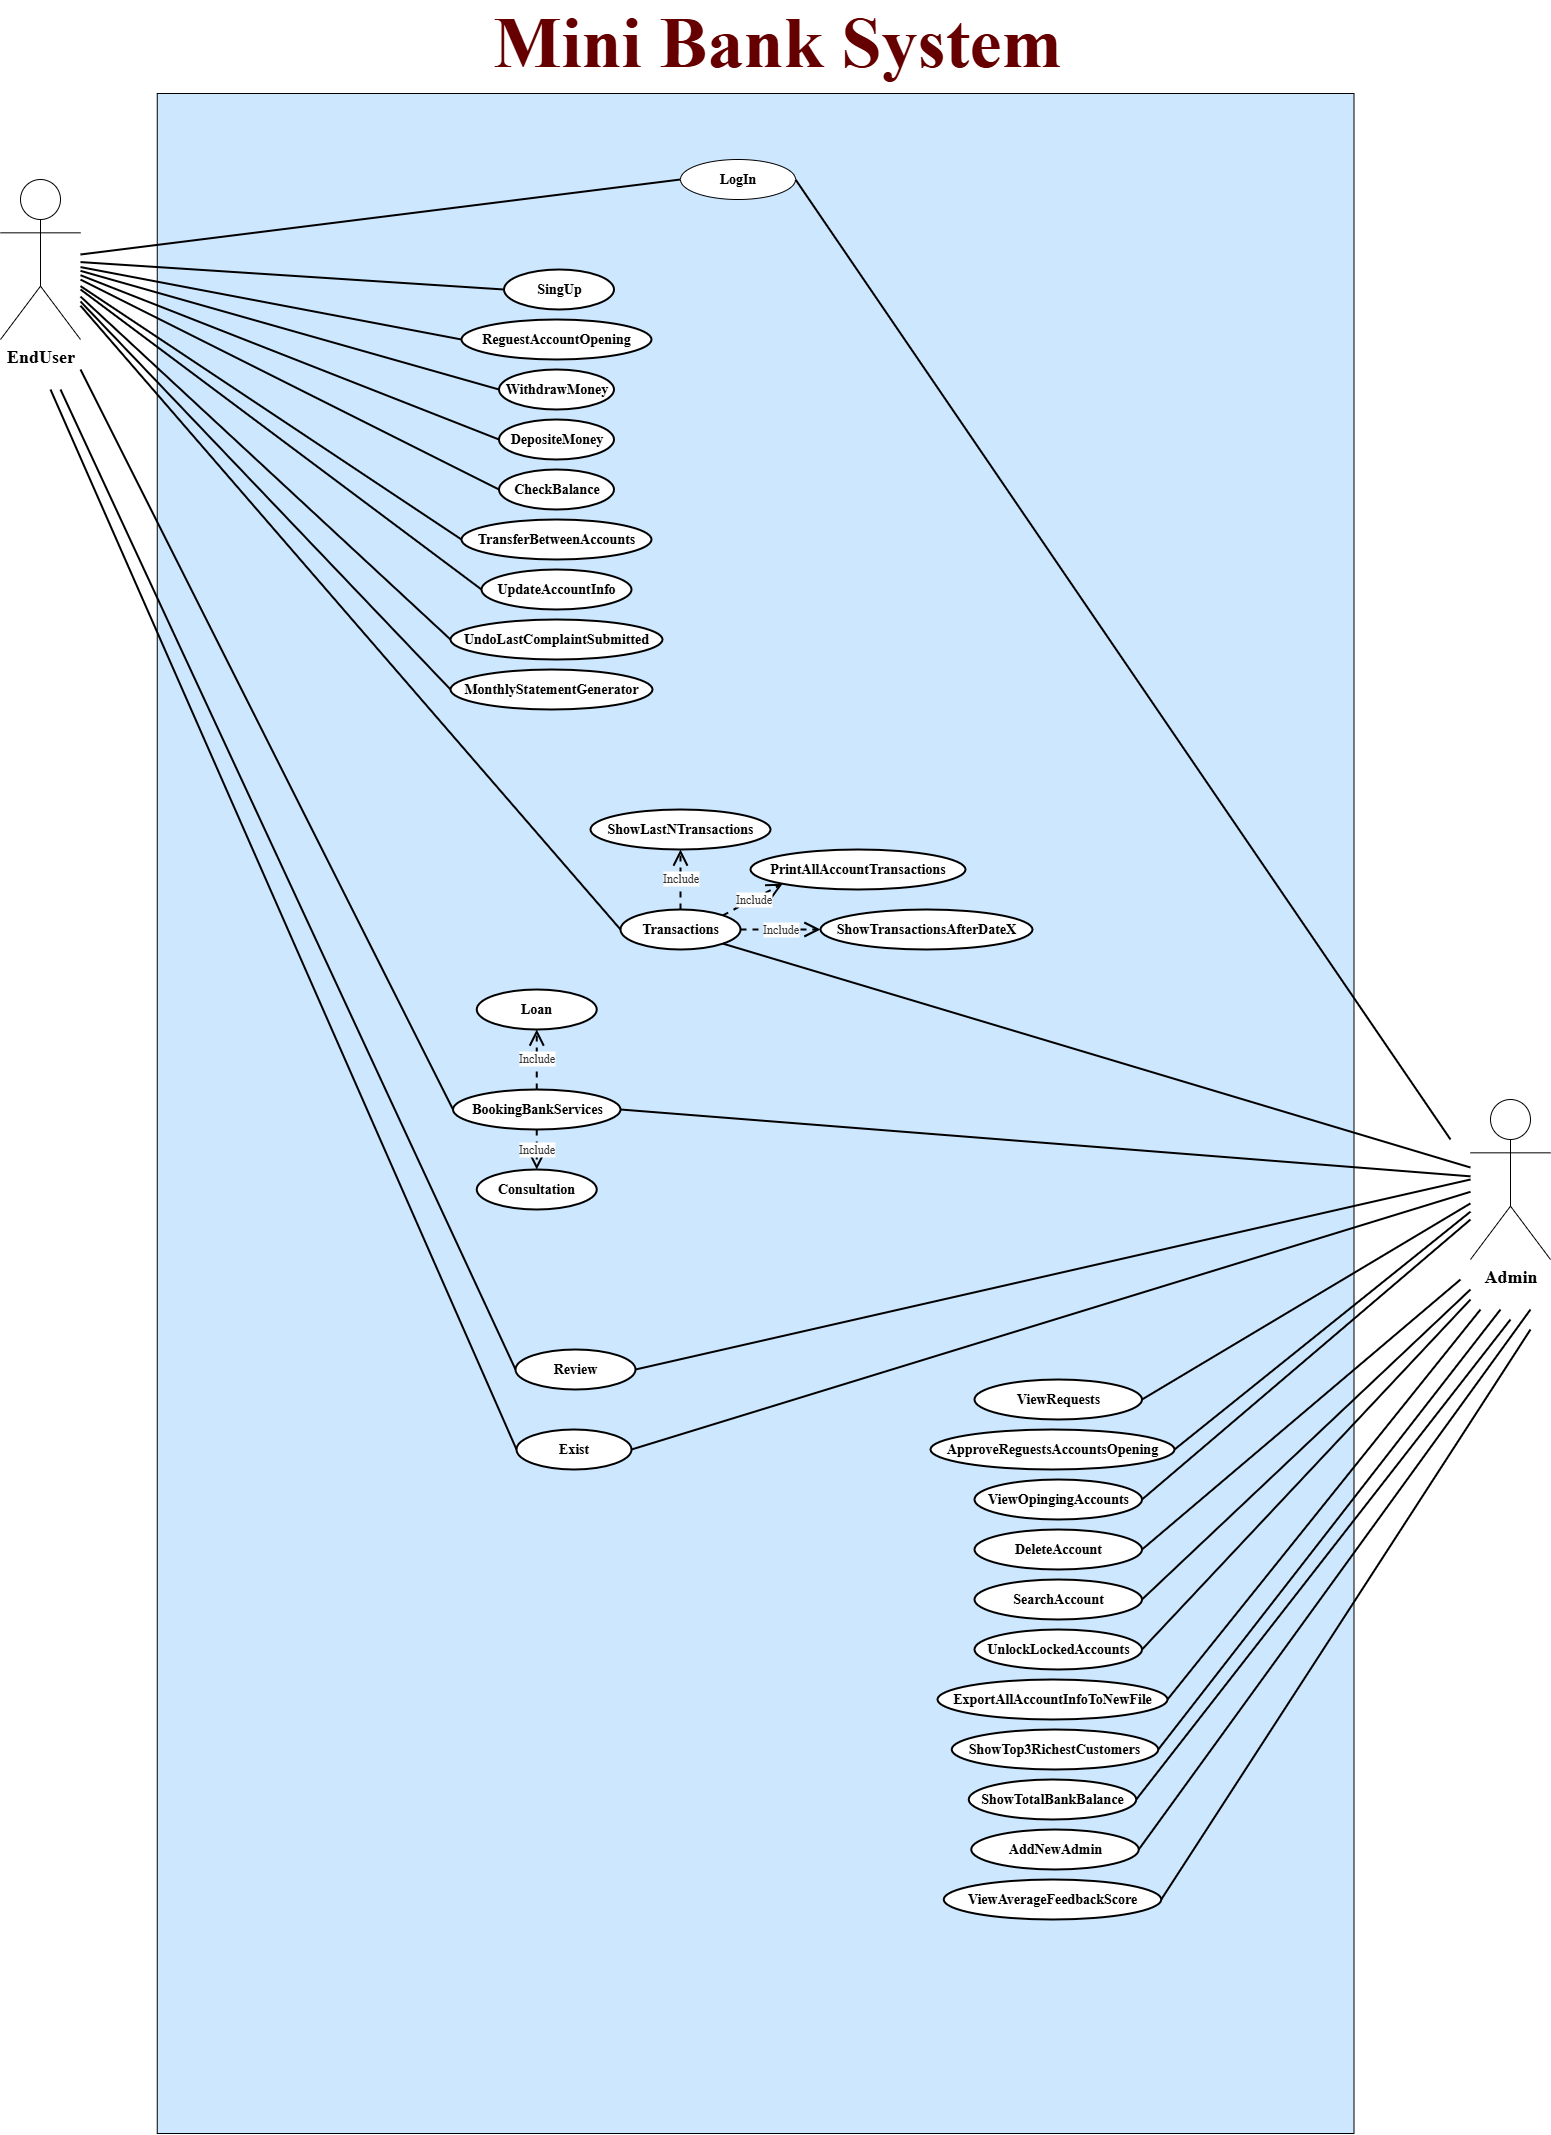 Mini Bank System
LogIn
SingUp
ReguestAccountOpening
EndUser
WithdrawMoney
DepositeMoney
CheckBalance
TransferBetweenAccounts
UpdateAccountInfo
UndoLastComplaintSubmitted
MonthlyStatementGenerator
ShowLastNTransactions
PrintAllAccountTransactions
Include
Include
Transactions
Include
ShowTransactionsAfterDateX
Loan
Include
BookingBankServices
Include
Consultation
Admin
Review
ViewRequests
Exist
ApproveReguestsAccountsOpening
ViewOpingingAccounts
DeleteAccount
SearchAccount
UnlockLockedAccounts
ExportAllAccountInfoToNewFile
ShowTop3RichestCustomers
ShowTotalBankBalance
AddNewAdmin
ViewAverageFeedbackScore